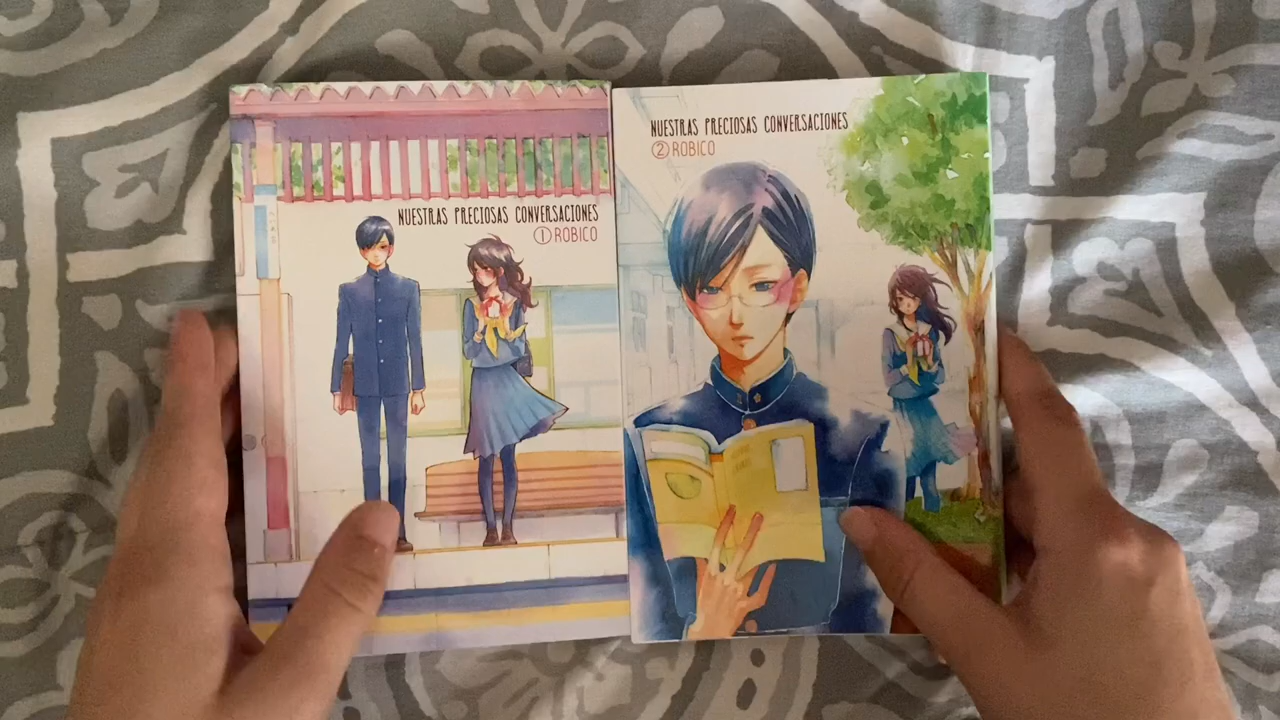 NUESTRAS PRECIOSAS CONVERSACIONES
① ROBICO
NUESTRAS PRECIOSAS CONVERSACIONES
② ROBICO